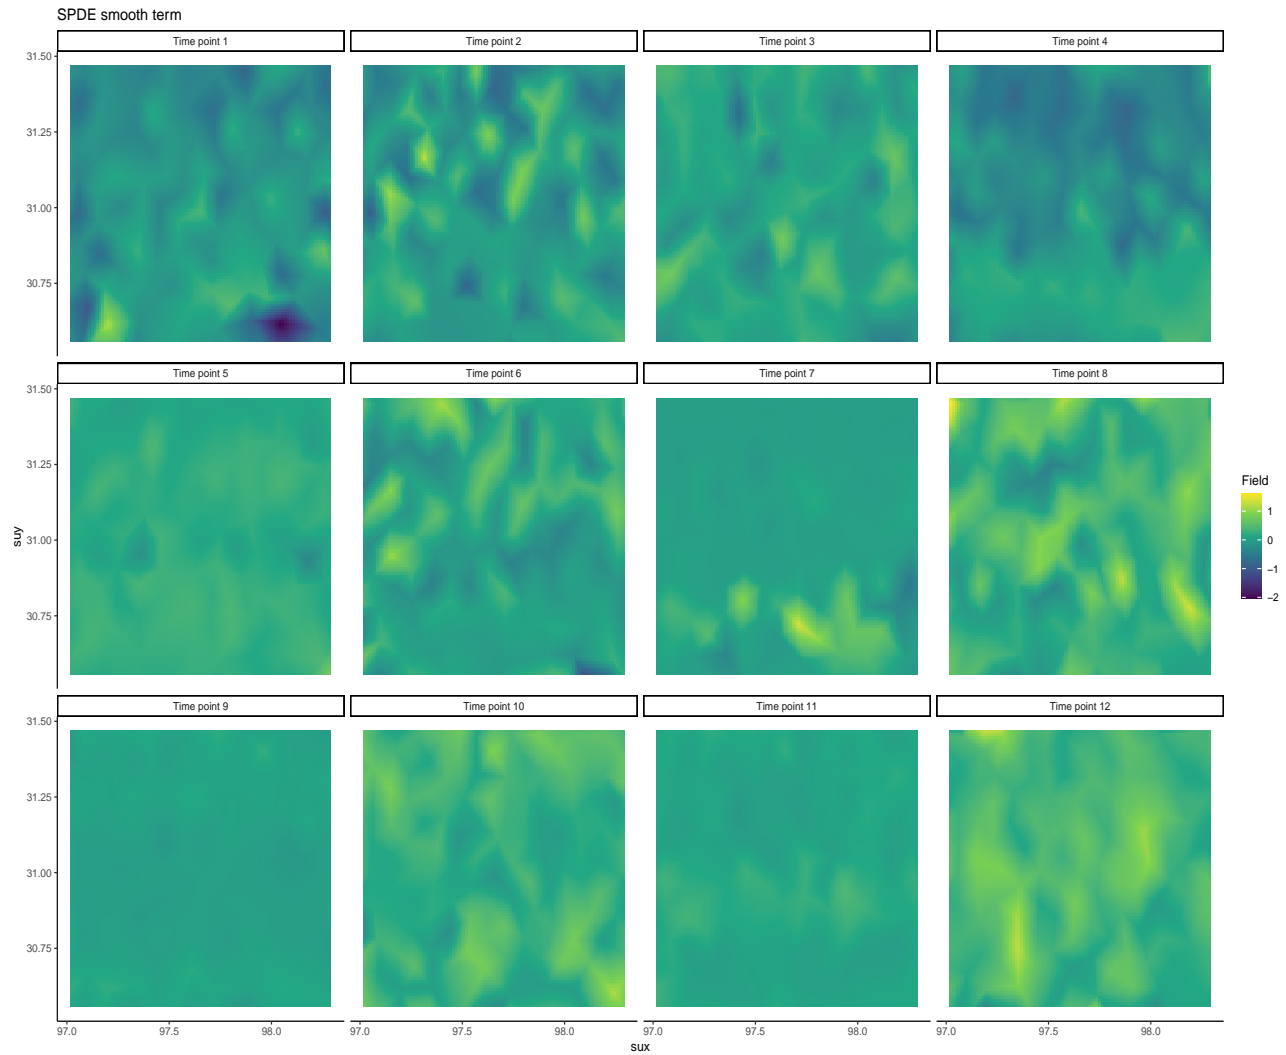 SPDE smooth term
Time point 1
Time point 2
Time point 3
Time point 4
31.50
31.25
31.00
30.75
Time point 5
Time point 6
Time point 7
Time point 8
31.50
31.25
31.00
30.75
suy
Field
1
0
−1
−2
Time point 9
Time point 10
Time point 11
Time point 12
31.50
31.25
31.00
30.75
97.0 97.5 98.0 97.0 97.5 98.0 97.0 97.5 98.0 97.0 97.5 98.0
sux